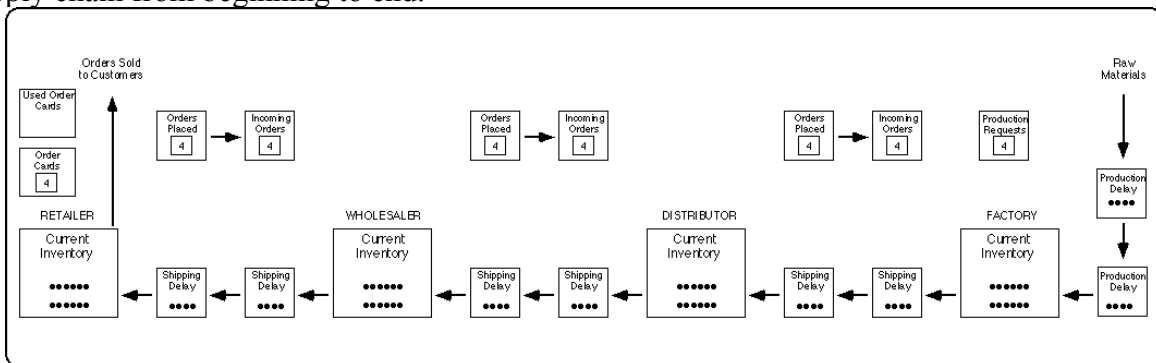 ply chain from beginning to end.
Orders Sold
to Customers
Raw
Materials
Used Order
Cards
Orders
Placed
4
Incoming
Orders
4
Orders
Placed
4
Incoming
Orders
4
Orders
Placed
4
Incoming
Orders
4
Production
Requests
4
Order
Cards
4
Production
Delay
RETAILER
WHOLESALER
DISTRIBUTOR
FACTORY
Current
Inventory
Shipping
Delay
Shipping
Delay
Current
Inventory
Shipping
Delay
Shipping
Delay
Current
Inventory
Shipping
Delay
Shipping
Delay
Current
Inventory
Production
Delay